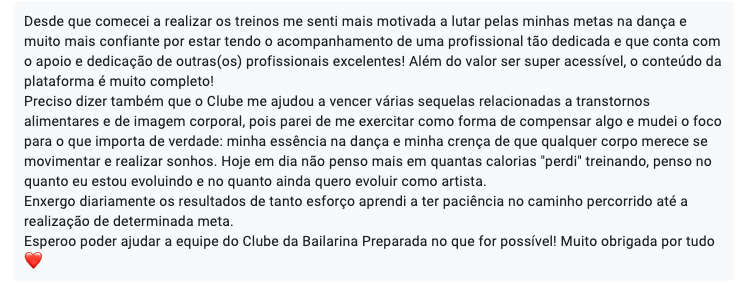 Desde que comecei a realizar os treinos me senti mais motivada a lutar pelas minhas metas na dança e
muito mais confiante por estar tendo o acompanhamento de uma profissional tão dedicada e que conta com
o apoio e dedicação de outras(os) profissionais excelentes! Além do valor ser super acessível, o conteúdo da
plataforma é muito completo!
Preciso dizer também que o Clube me ajudou a vencer várias sequelas relacionadas a transtornos
alimentares e de imagem corporal, pois parei de me exercitar como forma de compensar algo e mudei o foco
para o que importa de verdade: minha essência na dança e minha crença de que qualquer corpo merece se
movimentar e realizar sonhos. Hoje em dia não penso mais em quantas calorias "perdi" treinando, penso no
quanto eu estou evoluindo e no quanto ainda quero evoluir como artista.
Enxergo diariamente os resultados de tanto esforço aprendi a ter paciência no caminho percorrido até a
realização de determinada meta.
Esperoo poder ajudar a equipe do Clube da Bailarina Preparada no que for possível! Muito obrigada por tudo
❤️